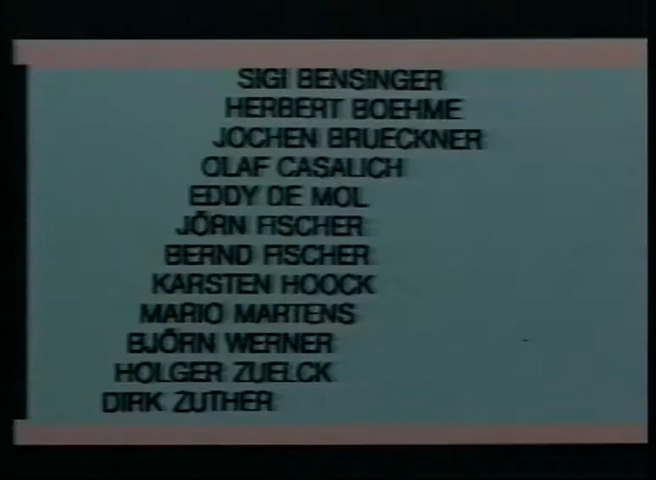 SIGI BENSINGER
HERBERT BOEHME
JOCHEN BRUECKNER
OLAF CASALICH
EDDY DE MOL
JÖRN FISCHER
BERND FISCHER
KARSTEN HOOCK
MARIO MARTENS
BJÖRN WERNER
HOLGER ZUELCK
DIRK ZUTHER